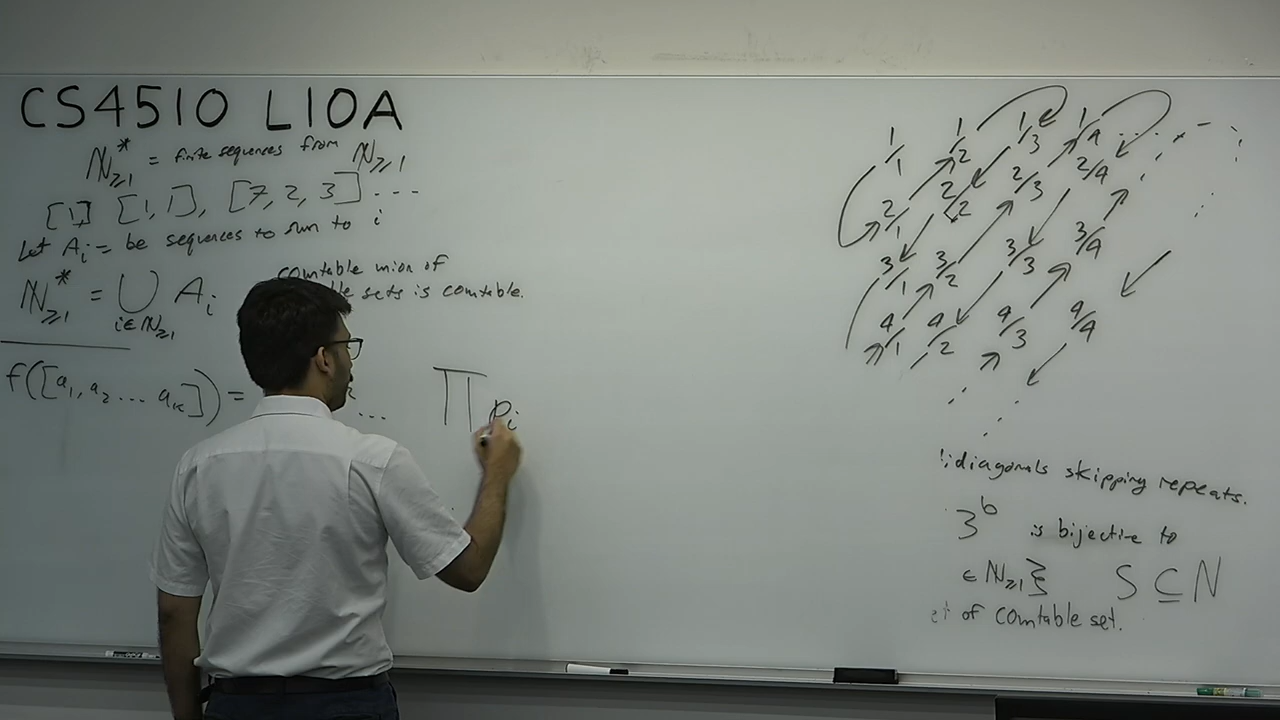 CS4510 L10A
ℕ*≥1 = finite sequences from ℕ≥1
[1] [1,1], [7,2,3] ....
Let Aᵢ = be sequences to sum to i
ℕ*≥1 = ⋃ Aᵢ
i∈ℕ≥1
countable union of
sets is countable.
f([a₁,a₂...aₖ]) = ... ∏ pᵢ
1/1 1/2 1/3 1/4
2/1 2/2 2/3 2/4
3/1 3/2 3/3 3/4
4/1 4/2 4/3 4/4
diagonals skipping repeats.
3ᵇ is bijective to
∈ ℕ≥1} S ⊆ ℕ
of countable set.